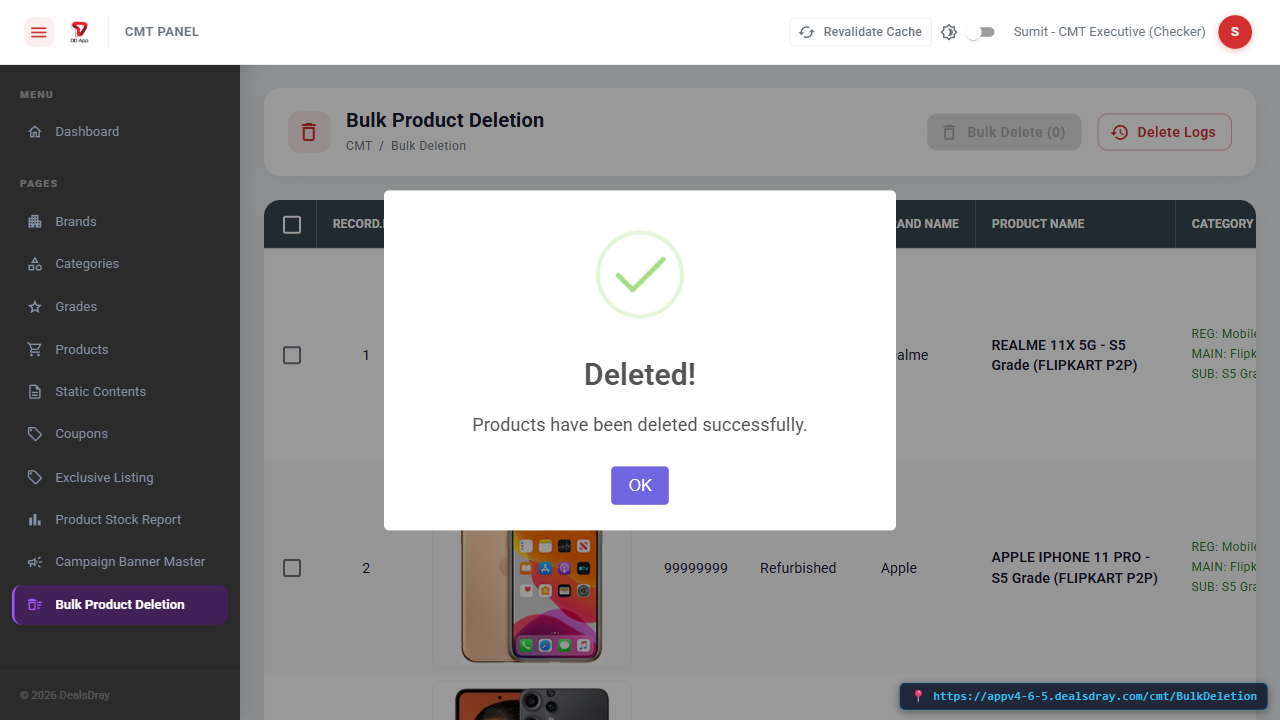 DD App
CMT PANEL
Revalidate Cache
Sumit - CMT Executive (Checker)
S
MENU
Dashboard
PAGES
Brands
Categories
Grades
Products
Static Contents
Coupons
Exclusive Listing
Product Stock Report
Campaign Banner Master
Bulk Product Deletion
© 2026 DealsDray
Bulk Product Deletion
CMT / Bulk Deletion
Bulk Delete (0)
Delete Logs
PRODUCT NAME
CATEGORY
1
REALME 11X 5G - S5
Grade (FLIPKART P2P)
Deleted!
Products have been deleted successfully.
OK
2
99999999
Refurbished
Apple
APPLE IPHONE 11 PRO -
S5 Grade (FLIPKART P2P)
https://appv4-6-5.dealsdray.com/cmt/BulkDeletion